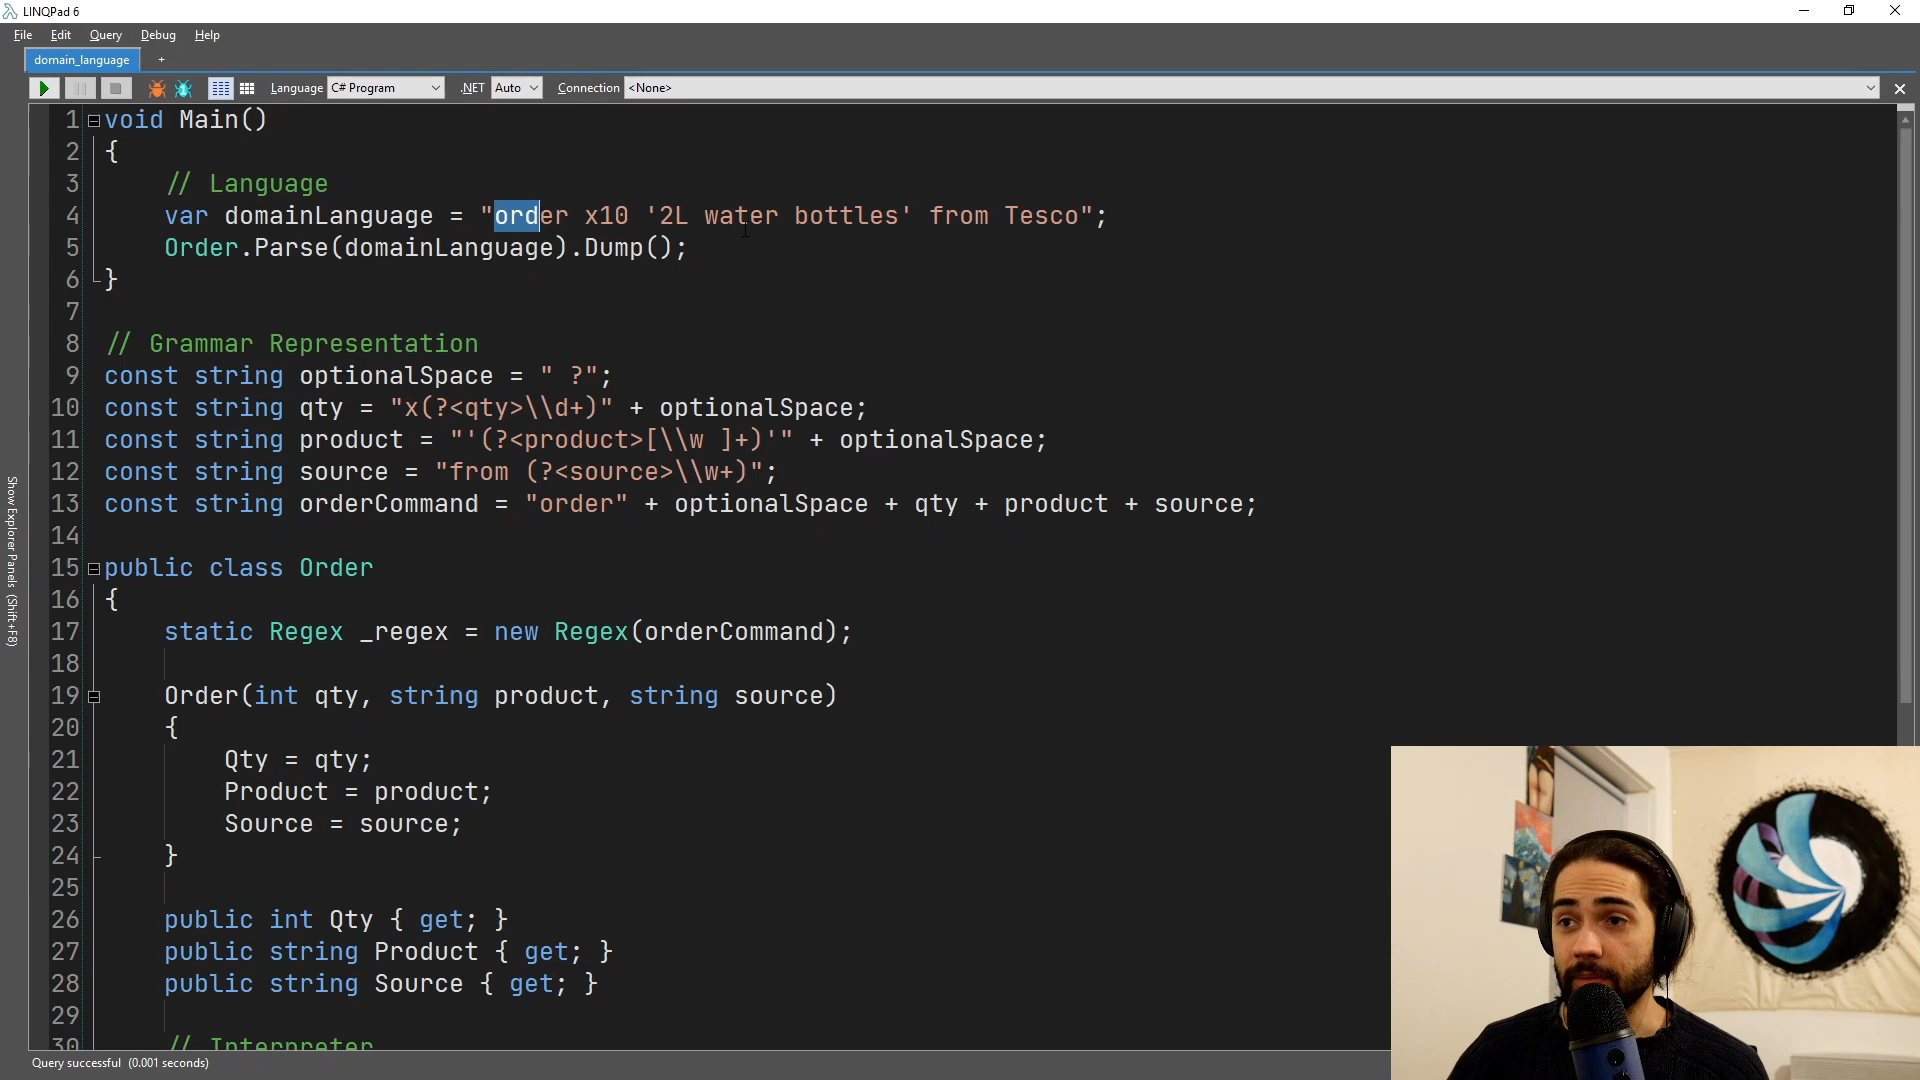 LINQPad 6
File Edit Query Debug Help
domain_language +
Language C# Program .NET Auto Connection <None>
1 void Main()
2 {
3 // Language
4 var domainLanguage = "order x10 '2L water bottles' from Tesco";
5 Order.Parse(domainLanguage).Dump();
6 }
7
8 // Grammar Representation
9 const string optionalSpace = " ?";
10 const string qty = "x(?<qty>\\d+)" + optionalSpace;
11 const string product = "'(?<product>[\\w ]+)'" + optionalSpace;
12 const string source = "from (?<source>\\w+)";
13 const string orderCommand = "order" + optionalSpace + qty + product + source;
14
15 public class Order
16 {
17 static Regex _regex = new Regex(orderCommand);
18
19 Order(int qty, string product, string source)
20 {
21 Qty = qty;
22 Product = product;
23 Source = source;
24 }
25
26 public int Qty { get; }
27 public string Product { get; }
28 public string Source { get; }
29
30 // Interpreter
Show Explorer Panels (Shift+F8)
Query successful (0.001 seconds)